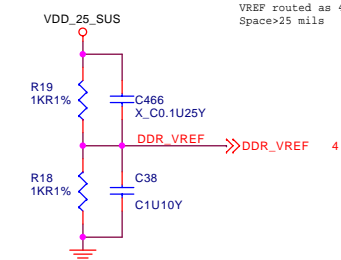 VREF routed as 4
Space>25 mils
VDD_25_SUS
R19
1KR1%
C466
X_C0.1U25Y
DDR_VREF
DDR_VREF 4
R18
1KR1%
C38
C1U10Y